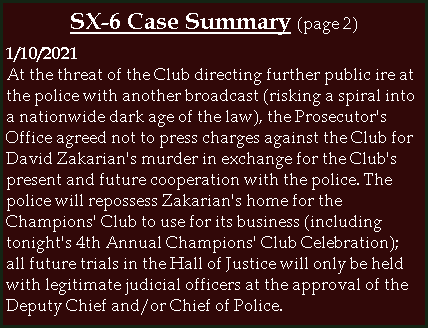 SX-6 Case Summary (page 2)
1/10/2021
At the threat of the Club directing further public ire at
the police with another broadcast (risking a spiral into
a nationwide dark age of the law), the Prosecutor's
Office agreed not to press charges against the Club for
David Zakarian's murder in exchange for the Club's
present and future cooperation with the police. The
police will repossess Zakarian's home for the
Champions' Club to use for its business (including
tonight's 4th Annual Champions' Club Celebration);
all future trials in the Hall of Justice will only be held
with legitimate judicial officers at the approval of the
Deputy Chief and/or Chief of Police.